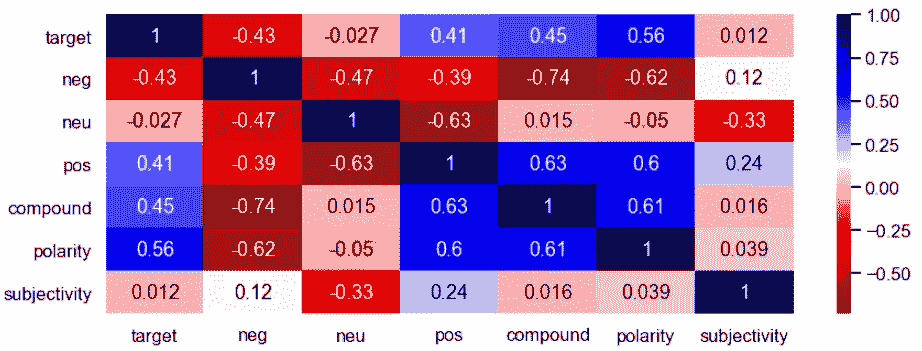 target 1 -0.43 -0.027 0.41 0.45 0.56 0.012
neg -0.43 1 -0.47 -0.39 -0.74 -0.62 0.12
neu -0.027 -0.47 1 -0.63 0.015 -0.05 -0.33
pos 0.41 -0.39 -0.63 1 0.63 0.6 0.24
compound 0.45 -0.74 0.015 0.63 1 0.61 0.016
polarity 0.56 -0.62 -0.05 0.6 0.61 1 0.039
subjectivity 0.012 0.12 -0.33 0.24 0.016 0.039 1
target neg neu pos compound polarity subjectivity
1.00
0.75
0.50
0.25
0.00
-0.25
-0.50